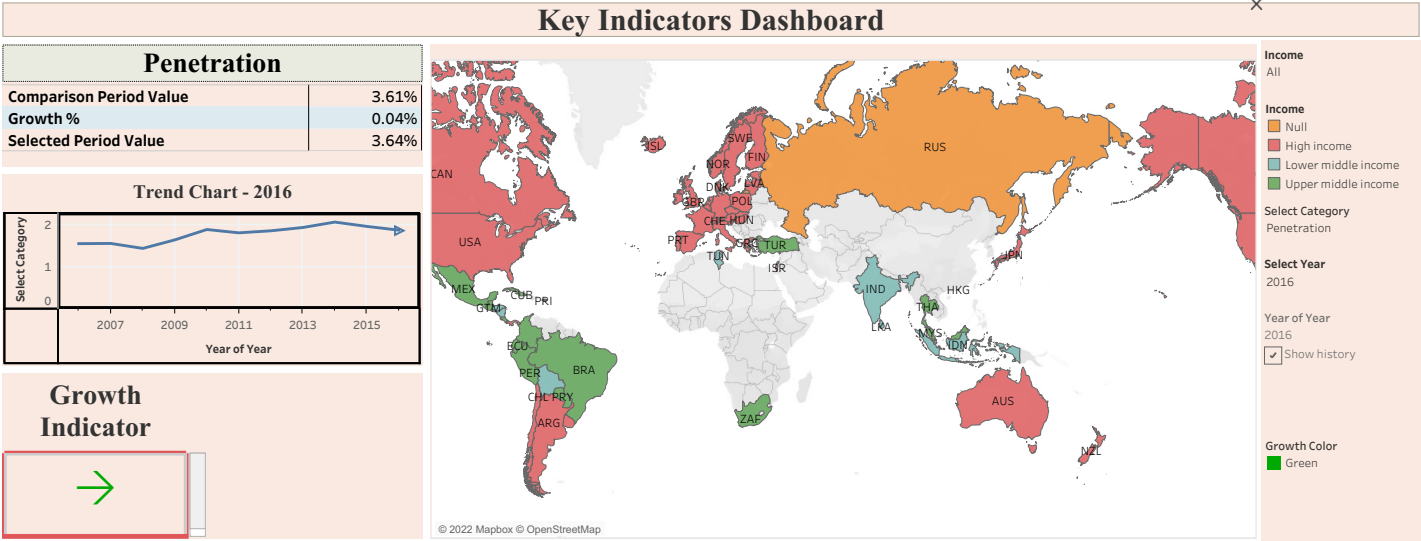 Key Indicators Dashboard
×
Penetration
Comparison Period Value 3.61%
Growth % 0.04%
Selected Period Value 3.64%
Trend Chart - 2016
Select Category
2
1
0
2007 2009 2011 2013 2015
Year of Year
Growth
Indicator
CAN
USA
MEX
GTM
CUB
PRI
ECU
PER
BRA
CHL
PRY
ARG
ISL
SWE
NOR
FIN
DNK
LVA
GBR
POL
CHE
HUN
PRT
GRC
TUR
TUN
ISR
RUS
JPN
IND
HKG
THA
LKA
MYS
IDN
ZAF
AUS
NZL
© 2022 Mapbox © OpenStreetMap
Income
All
Income
Null
High income
Lower middle income
Upper middle income
Select Category
Penetration
Select Year
2016
Year of Year
2016
Show history
Growth Color
Green